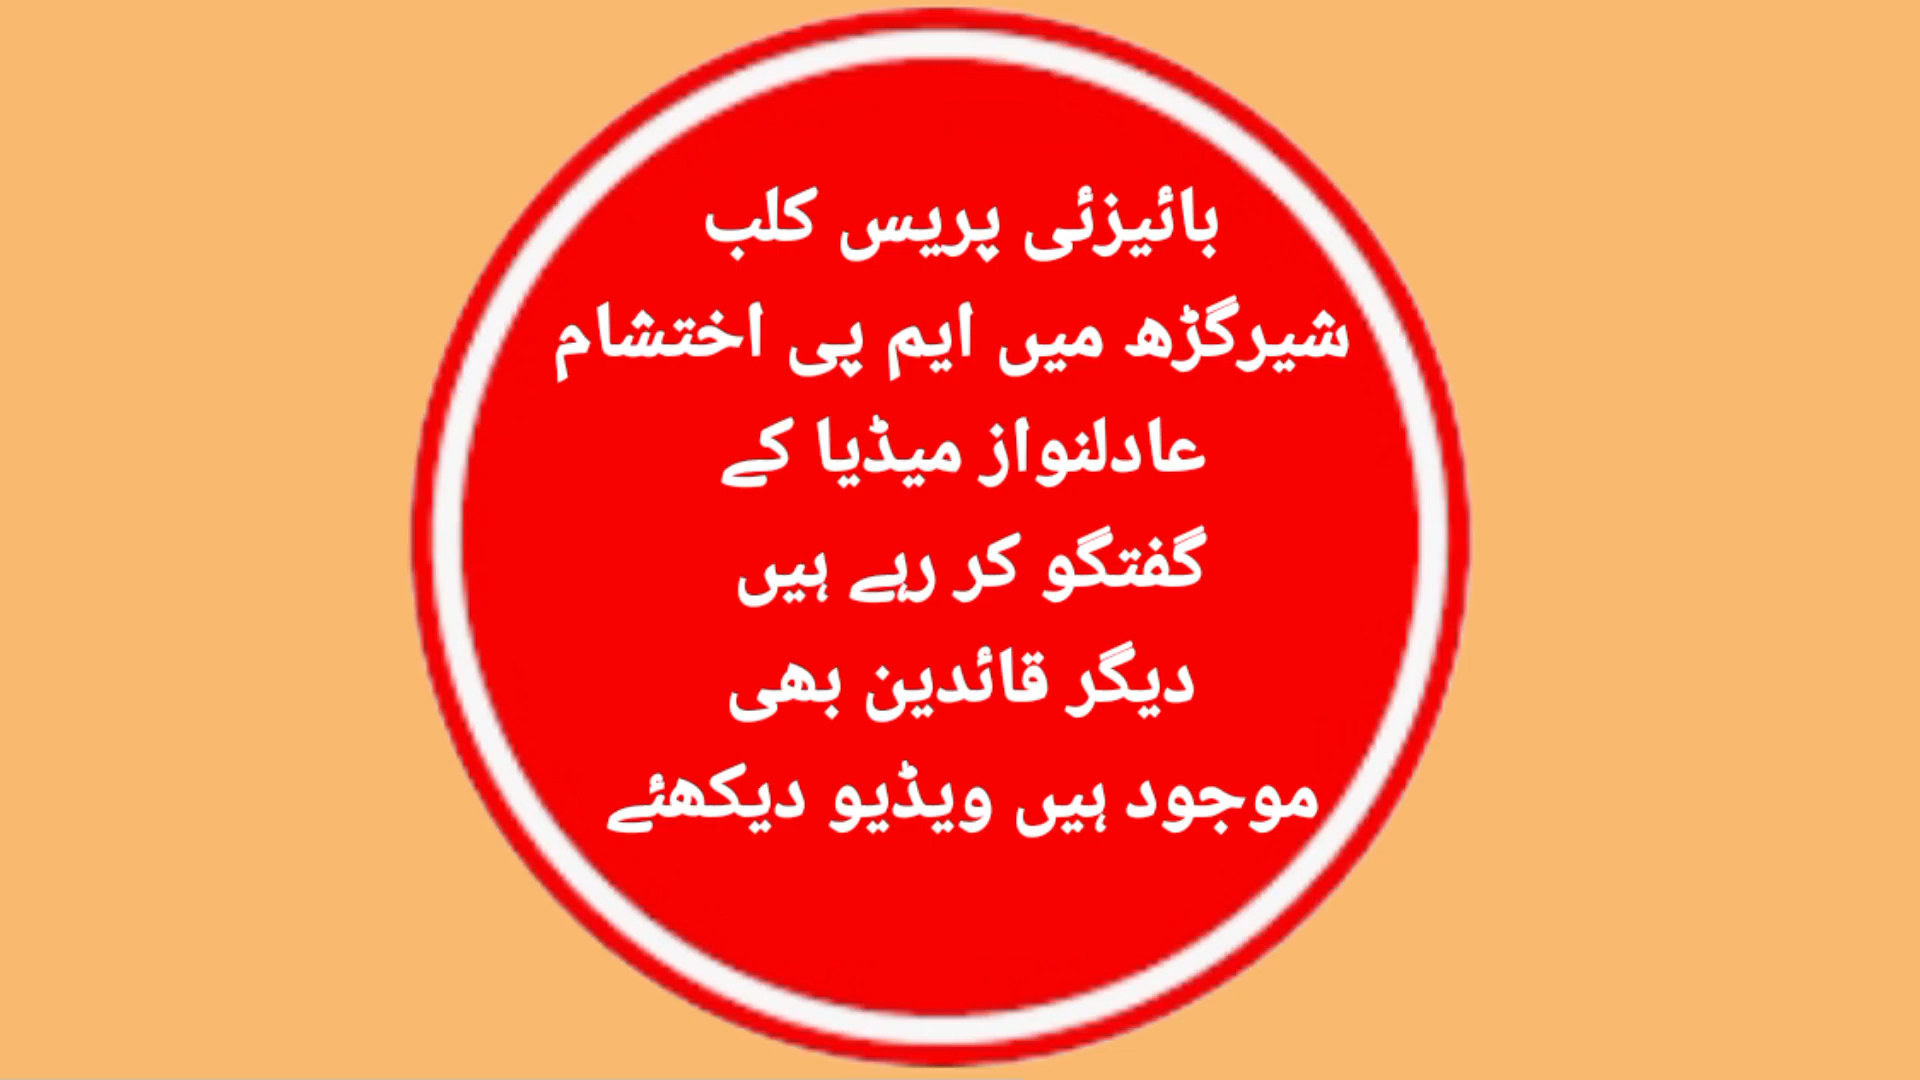 بائیزئی پریس کلب
شیرگڑھ میں ایم پی اختشام
عادلنواز میڈیا کے
گفتگو کر رہے ہیں
دیگر قائدین بھی
موجود ہیں ویڈیو دیکھئے